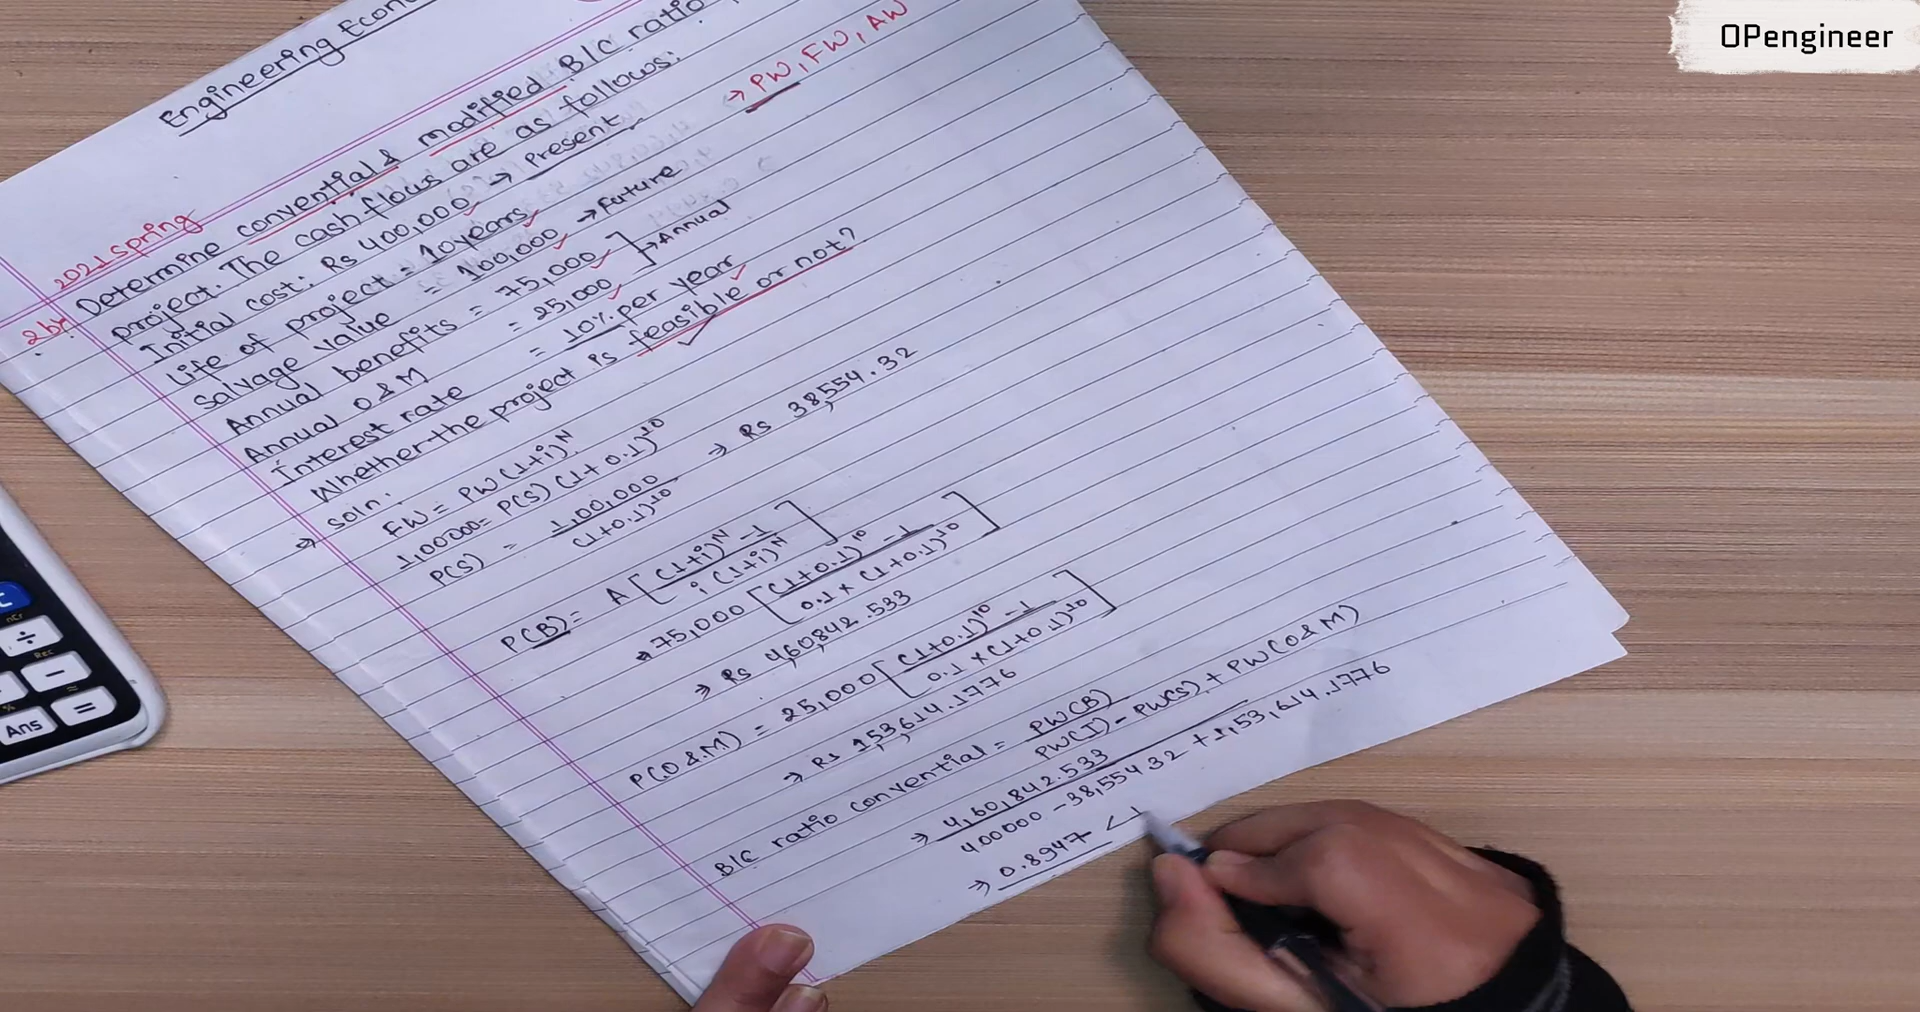 OPengineer
Engineering Econ
2021 spring
2b) Determine convential & modified B/C ratio
project. The cash flows are as follows:
Initial cost: Rs 400,000 → Present
→ PW, FW, AW
Life of project = 10 years
Salvage value = 100,000 → Future
Annual benefits = 75,000 ] → Annual
Annual O&M = 25,000
Interest rate = 10% per year
Whether the project is feasible or not?
⇒ soln:
FW = PW (1+i)^N
1,00000 = P(S) (1+0.1)^10
P(S) = 1,00,000 / (1+0.1)^10 ⇒ Rs 38,554.32
P(B) = A [ (1+i)^N - 1 / i (1+i)^N ]
⇒ 75,000 [ (1+0.1)^10 - 1 / 0.1 × (1+0.1)^10 ]
⇒ Rs 4,60,842.533
P(O&M) = 25,000 [ (1+0.1)^10 - 1 / 0.1 × (1+0.1)^10 ]
⇒ Rs 1,53,614.1776
B/C ratio convential = PW(B) / PW(I) - PW(S) + PW(O&M)
⇒ 4,60,842.533 / 400000 - 38,554.32 + 1,53,614.1776
⇒ 0.8947 < 1
C
nCr
÷
Rec
−
Ans
=